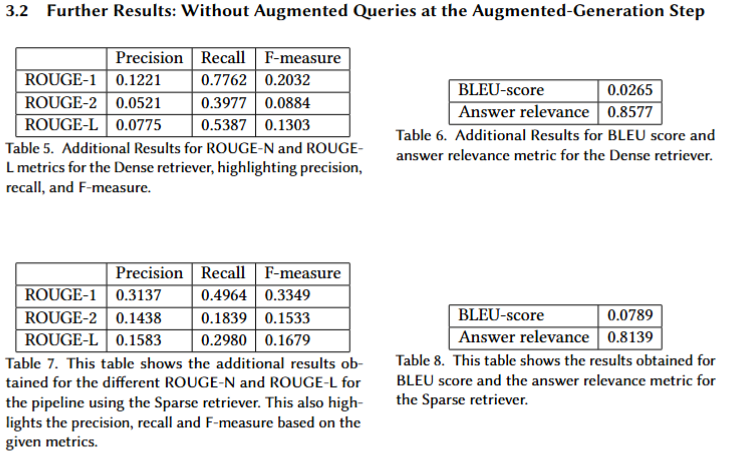 3.2 Further Results: Without Augmented Queries at the Augmented-Generation Step
Precision Recall F-measure
ROUGE-1 0.1221 0.7762 0.2032
ROUGE-2 0.0521 0.3977 0.0884
ROUGE-L 0.0775 0.5387 0.1303
Table 5. Additional Results for ROUGE-N and ROUGE-
L metrics for the Dense retriever, highlighting precision,
recall, and F-measure.
BLEU-score 0.0265
Answer relevance 0.8577
Table 6. Additional Results for BLEU score and
answer relevance metric for the Dense retriever.
Precision Recall F-measure
ROUGE-1 0.3137 0.4964 0.3349
ROUGE-2 0.1438 0.1839 0.1533
ROUGE-L 0.1583 0.2980 0.1679
Table 7. This table shows the additional results ob-
tained for the different ROUGE-N and ROUGE-L for
the pipeline using the Sparse retriever. This also high-
lights the precision, recall and F-measure based on the
given metrics.
BLEU-score 0.0789
Answer relevance 0.8139
Table 8. This table shows the results obtained for
BLEU score and the answer relevance metric for
the Sparse retriever.